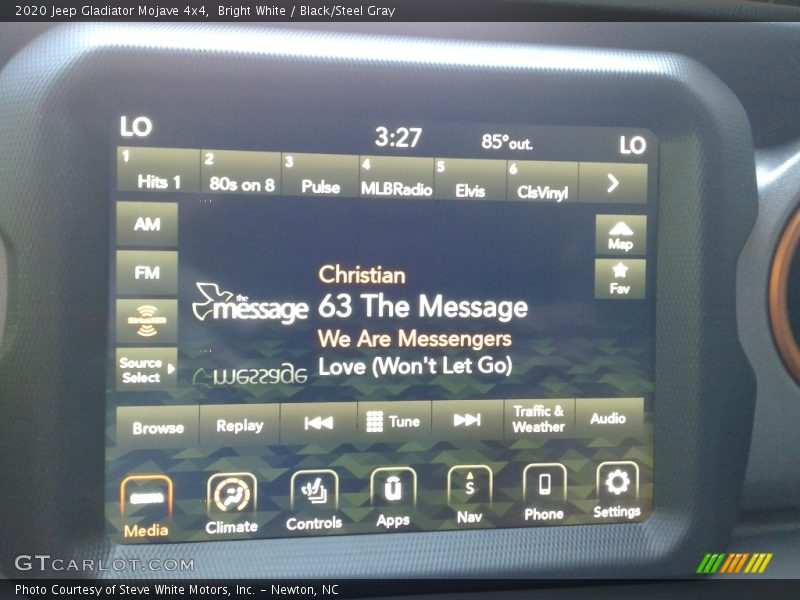 2020 Jeep Gladiator Mojave 4x4, Bright White / Black/Steel Gray
LO 3:27 85° out. LO
1 Hits 1 2 80s on 8 3 Pulse 4 MLBRadio 5 Elvis 6 ClsVinyl
AM
FM
SiriusXM
Source Select
Map
Fav
the message
Christian
63 The Message
We Are Messengers
Love (Won't Let Go)
message
Browse Replay Tune Traffic & Weather Audio
Media Climate Controls Apps S Nav Phone Settings
GTCARLOT.COM
Photo Courtesy of Steve White Motors, Inc. – Newton, NC